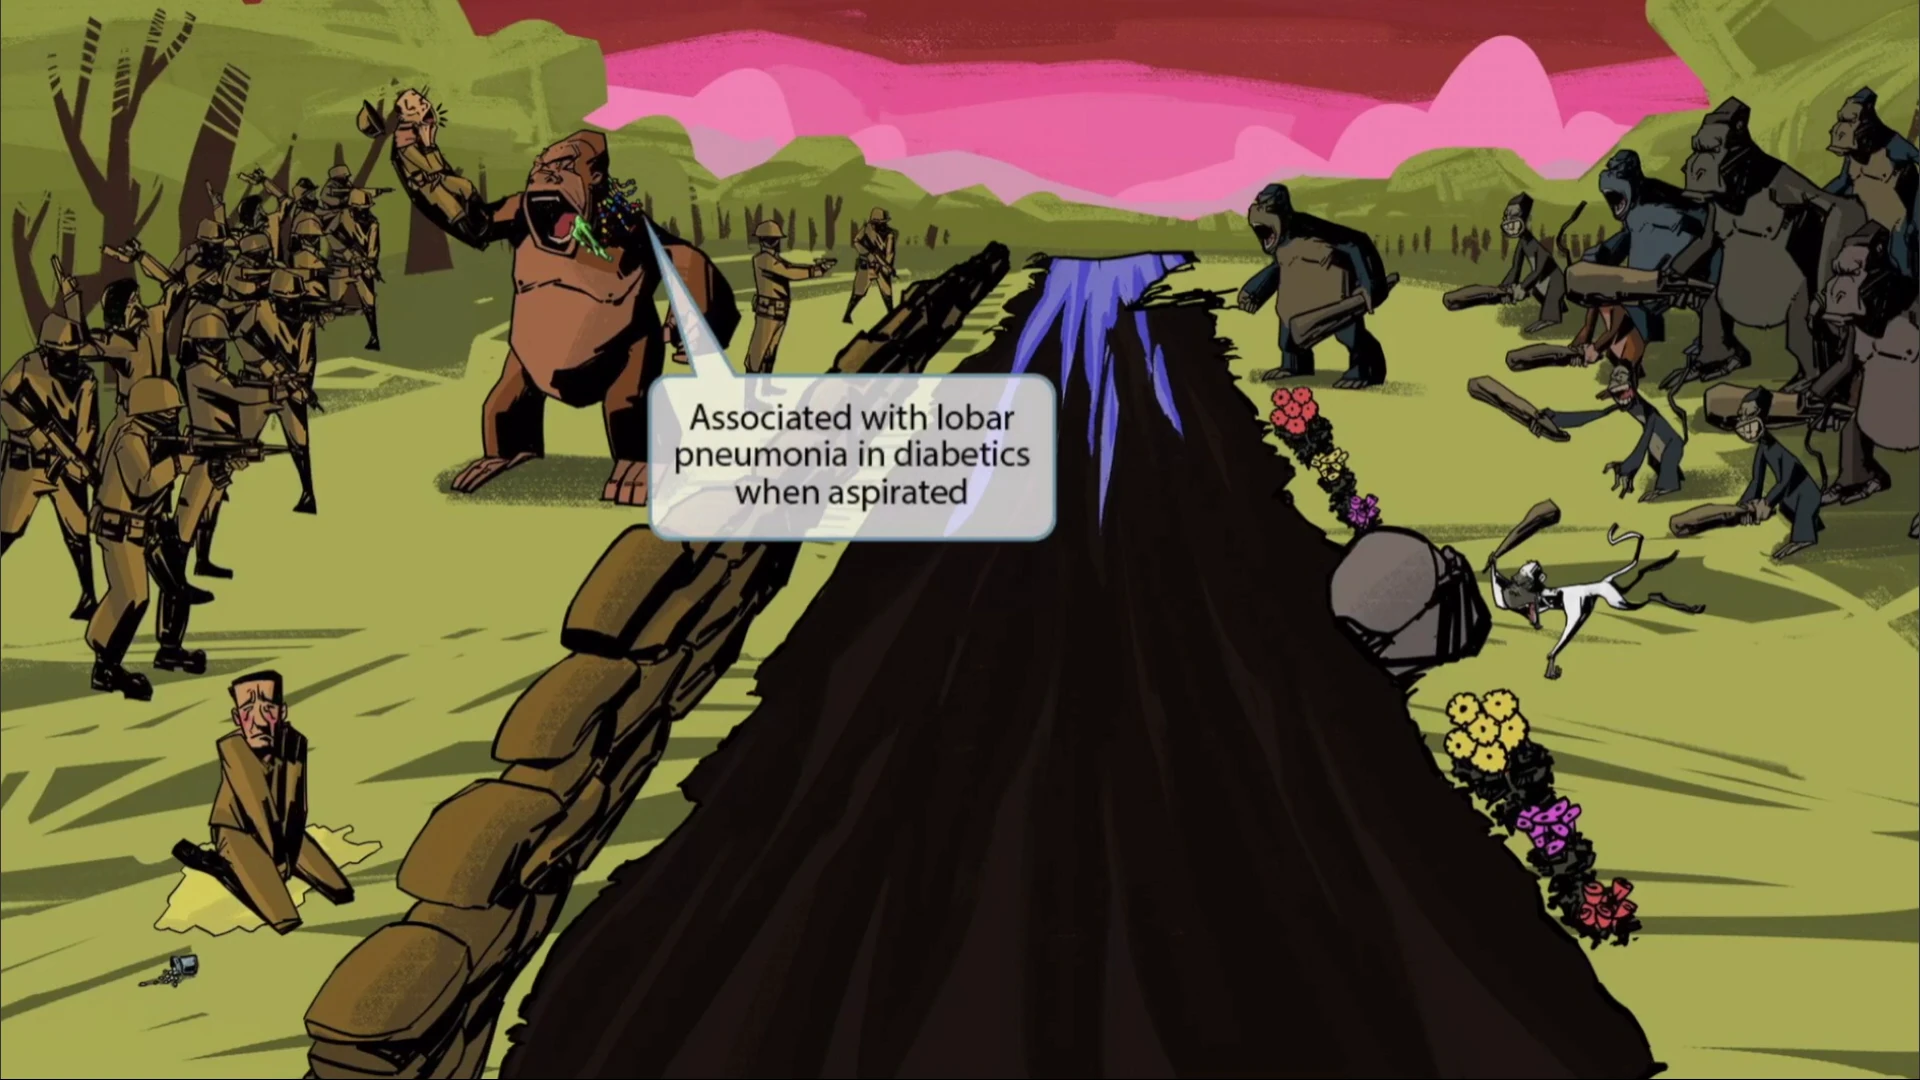 Associated with lobar
pneumonia in diabetics
when aspirated